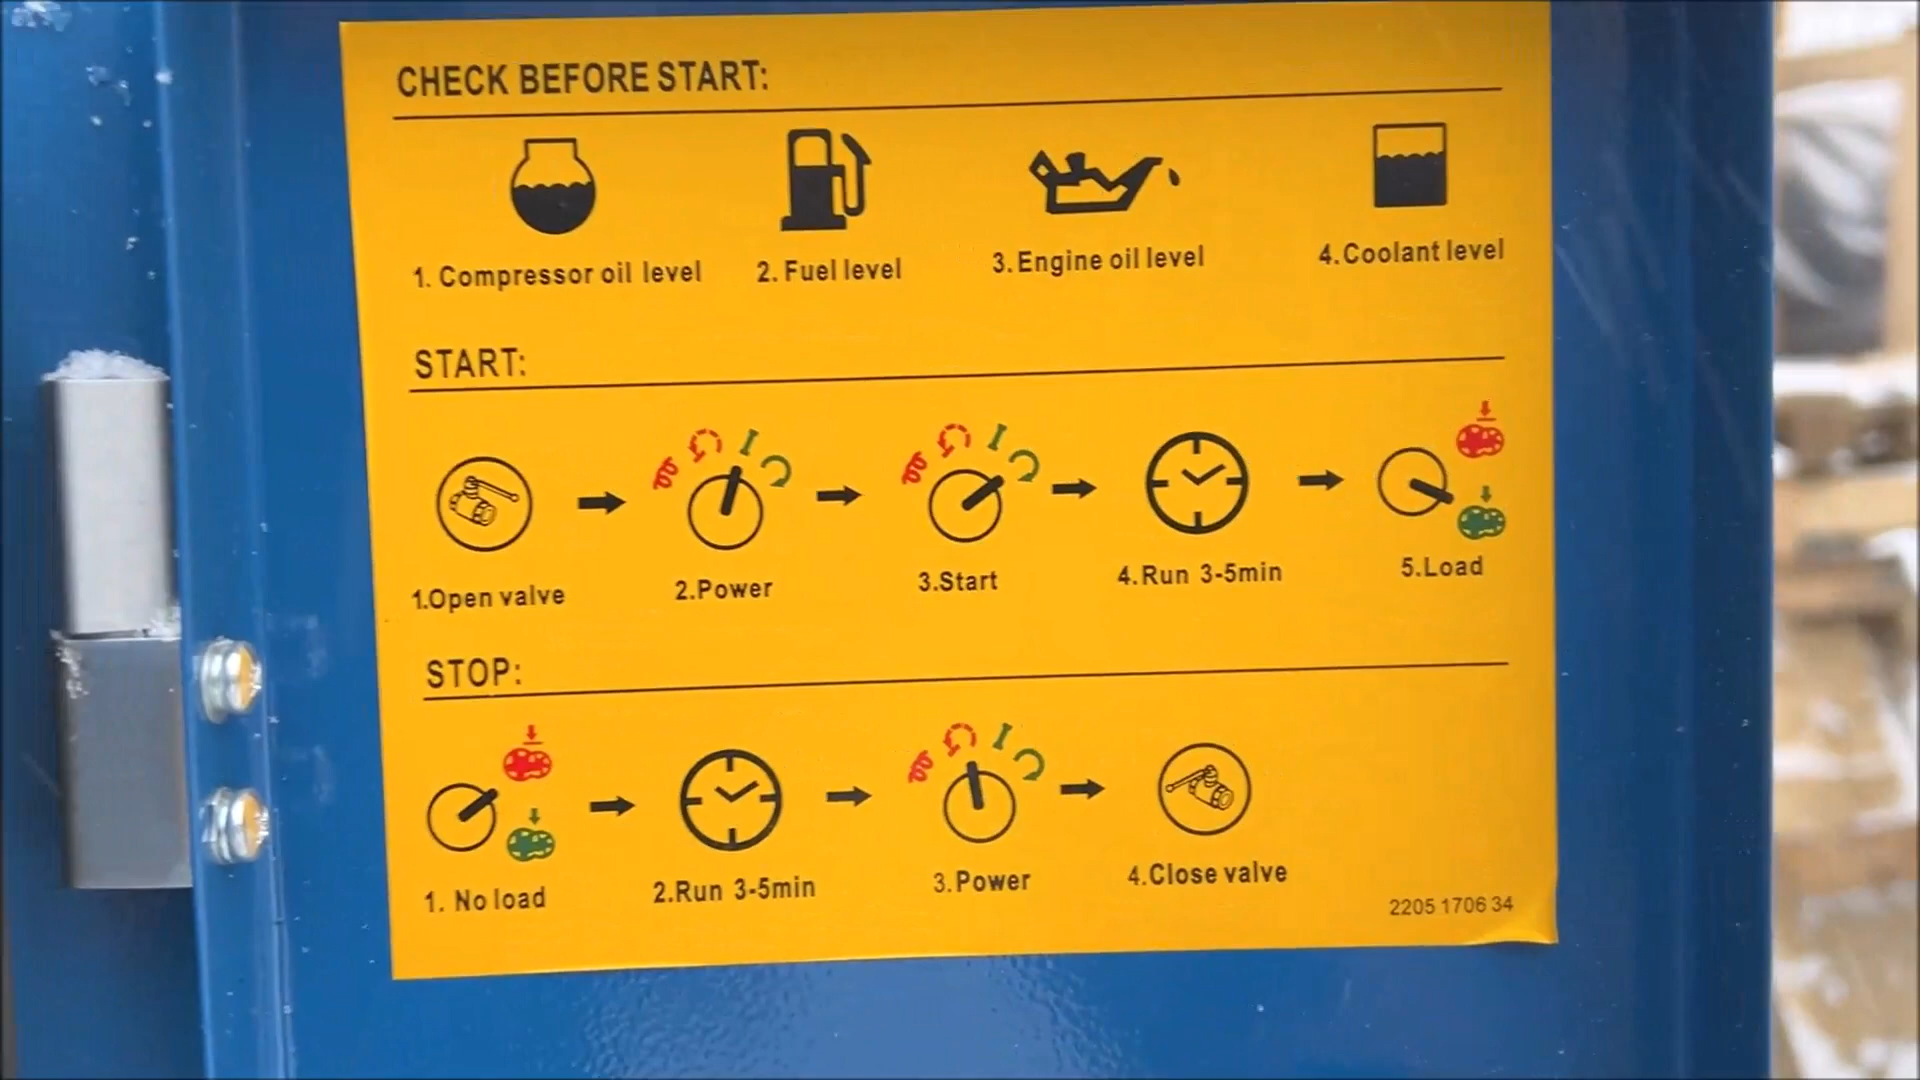 CHECK BEFORE START:
1. Compressor oil level
2. Fuel level
3. Engine oil level
4. Coolant level
START:
1.Open valve
2.Power
3.Start
4. Run 3-5min
5.Load
STOP:
1. No load
2.Run 3-5min
3.Power
4.Close valve
2205 1706 34